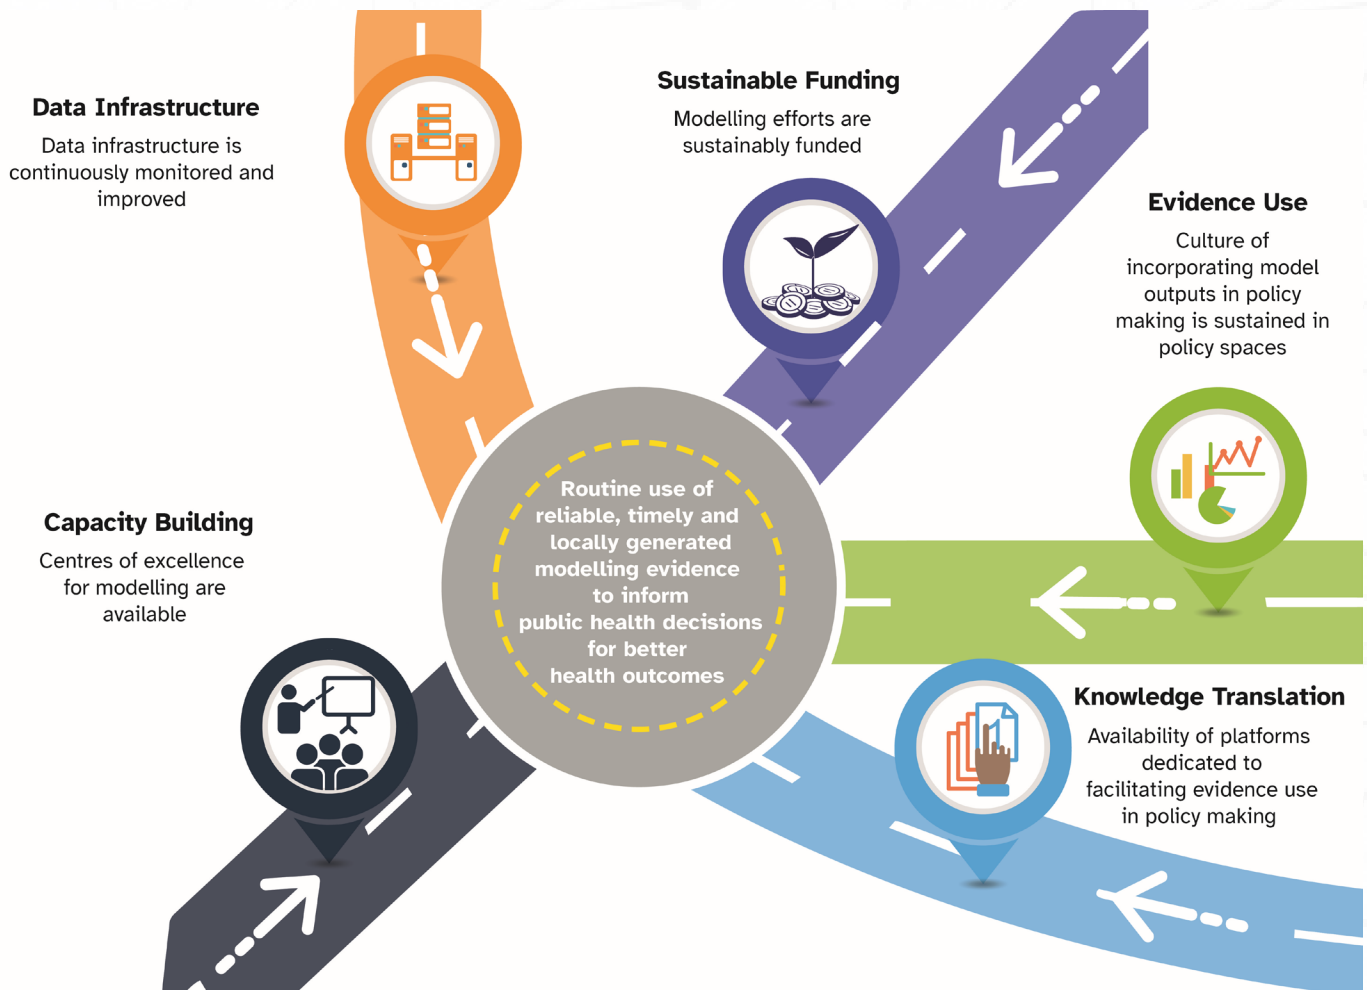 Data Infrastructure
Data infrastructure is
continuously monitored and
improved
Sustainable Funding
Modelling efforts are
sustainably funded
Evidence Use
Culture of
incorporating model
outputs in policy
making is sustained in
policy spaces
Capacity Building
Centres of excellence
for modelling are
available
Routine use of
reliable, timely and
locally generated
modelling evidence
to inform
public health decisions
for better
health outcomes
Knowledge Translation
Availability of platforms
dedicated to
facilitating evidence use
in policy making